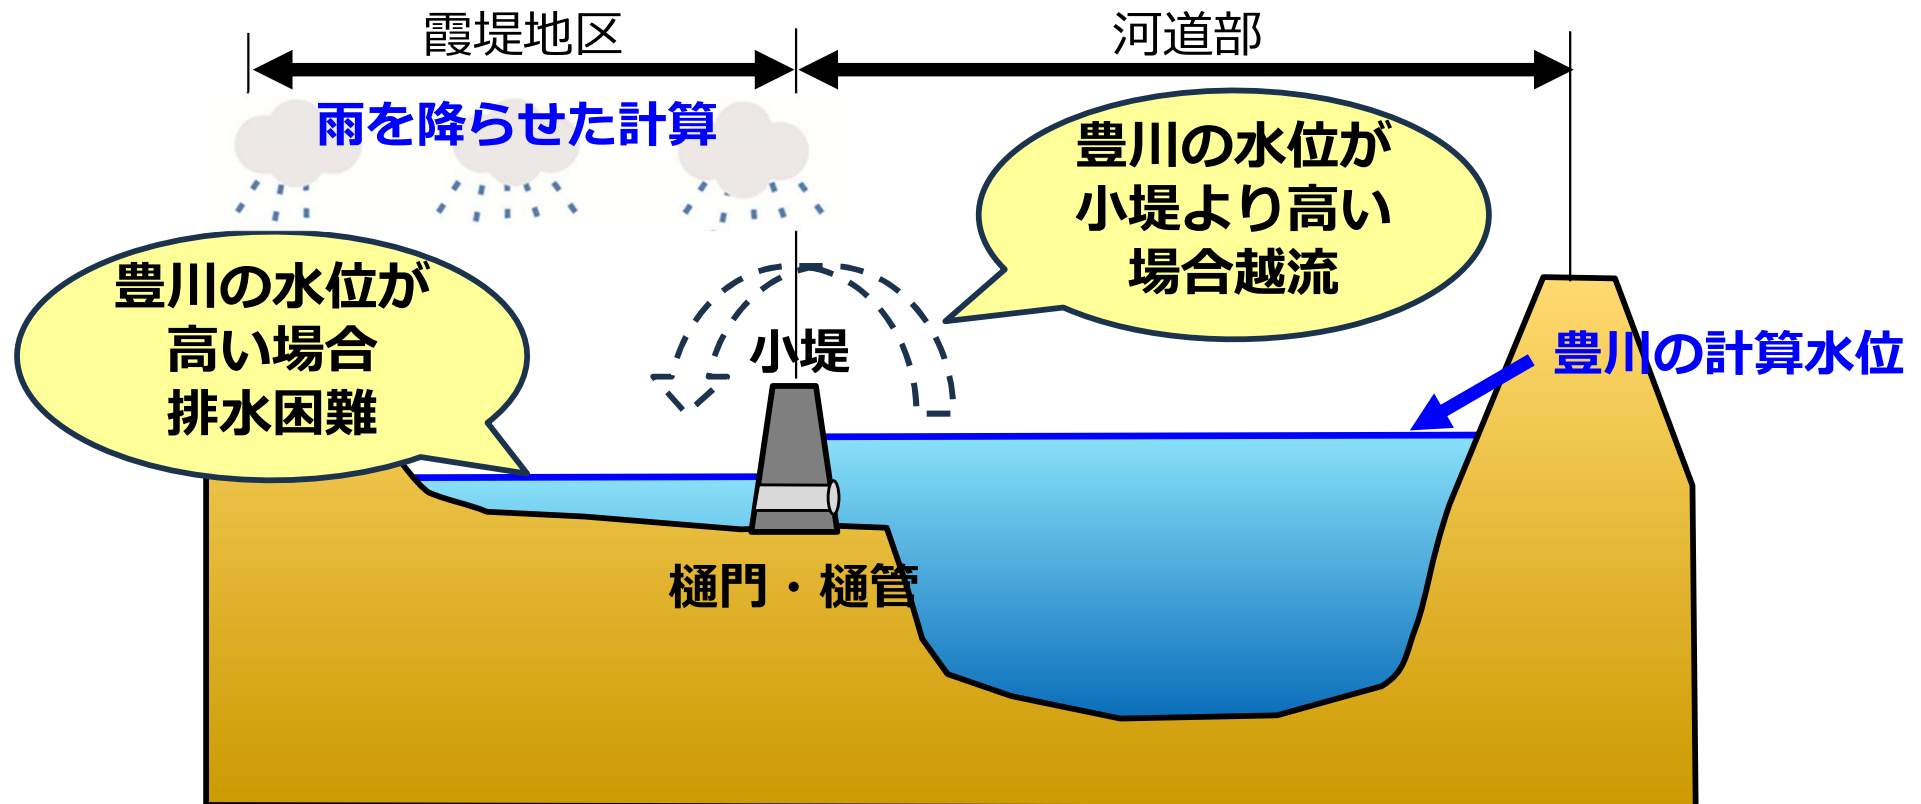 霞堤地区
河道部
雨を降らせた計算
豊川の水位が
小堤より高い
場合越流
豊川の水位が
高い場合
排水困難
小堤
豊川の計算水位
樋門・樋管